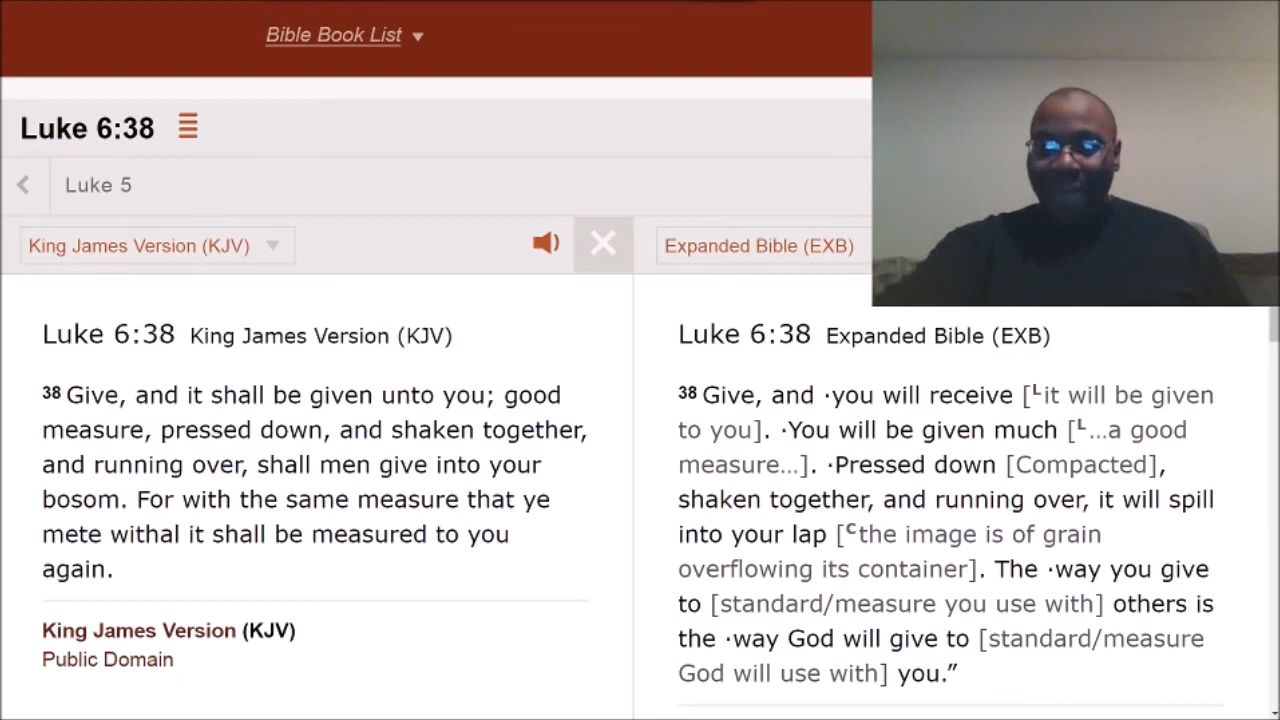 Bible Book List
Luke 6:38
Luke 5
King James Version (KJV)
Expanded Bible (EXB)
Luke 6:38 King James Version (KJV)
38 Give, and it shall be given unto you; good
measure, pressed down, and shaken together,
and running over, shall men give into your
bosom. For with the same measure that ye
mete withal it shall be measured to you
again.
King James Version (KJV)
Public Domain
Luke 6:38 Expanded Bible (EXB)
38 Give, and ·you will receive [L it will be given
to you]. ·You will be given much [L …a good
measure…]. ·Pressed down [Compacted],
shaken together, and running over, it will spill
into your lap [C the image is of grain
overflowing its container]. The ·way you give
to [standard/measure you use with] others is
the ·way God will give to [standard/measure
God will use with] you.”